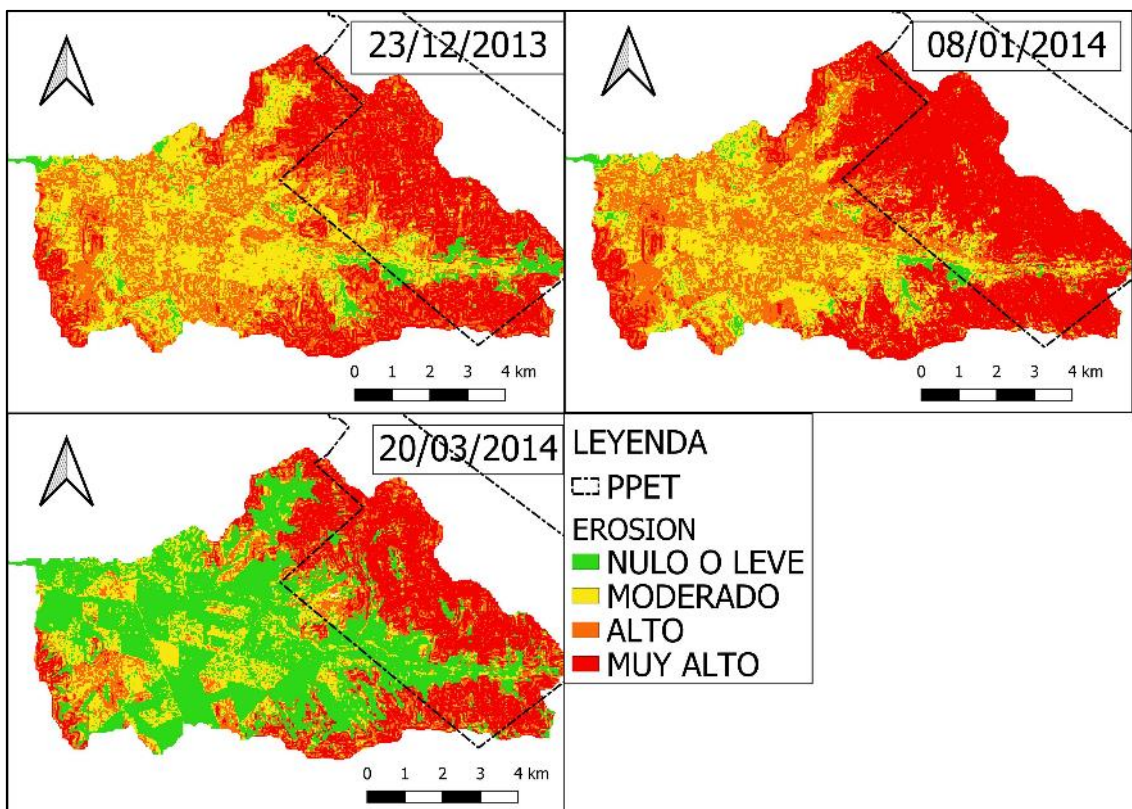 23/12/2013
0 1 2 3 4 km
08/01/2014
0 1 2 3 4 km
20/03/2014
0 1 2 3 4 km
LEYENDA
PPET
EROSION
NULO O LEVE
MODERADO
ALTO
MUY ALTO